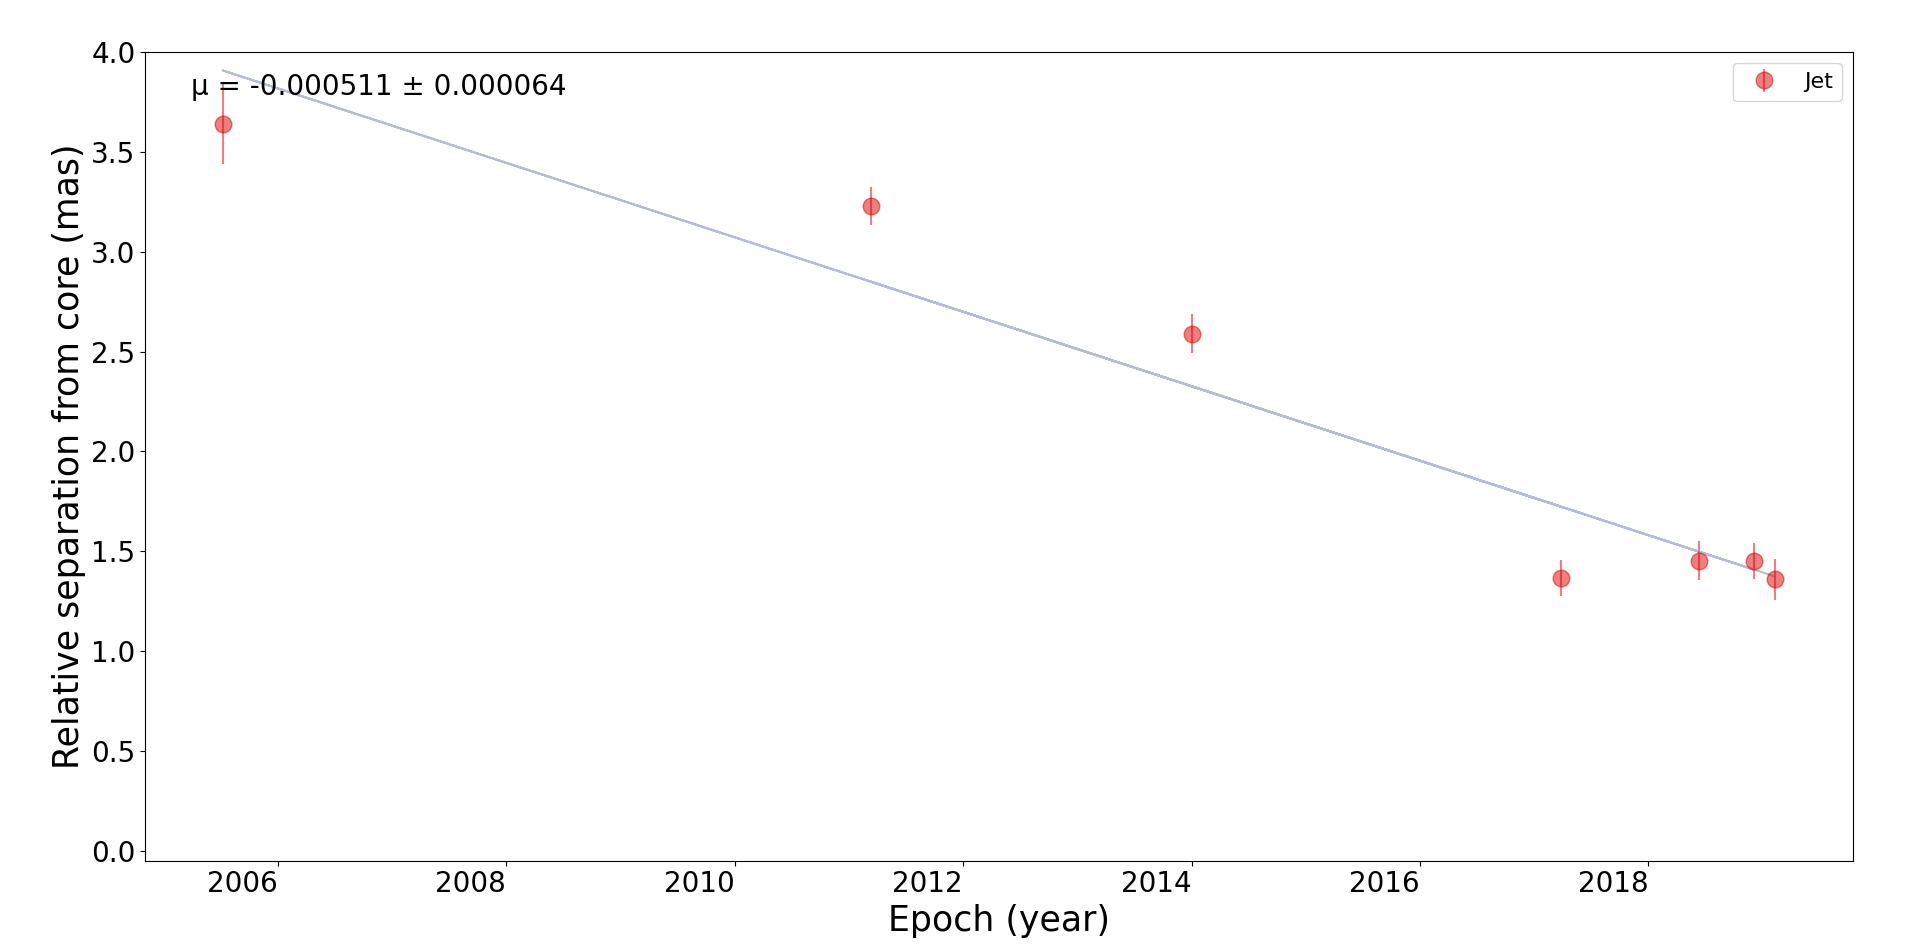 μ = -0.000511 ± 0.000064
Jet
Relative separation from core (mas)
4.0
3.5
3.0
2.5
2.0
1.5
1.0
0.5
0.0
2006 2008 2010 2012 2014 2016 2018
Epoch (year)